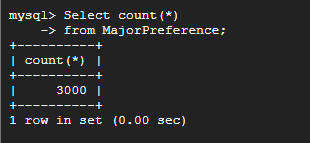 mysql> Select count(*)
    -> from MajorPreference;
+----------+
| count(*) |
+----------+
|     3000 |
+----------+
1 row in set (0.00 sec)